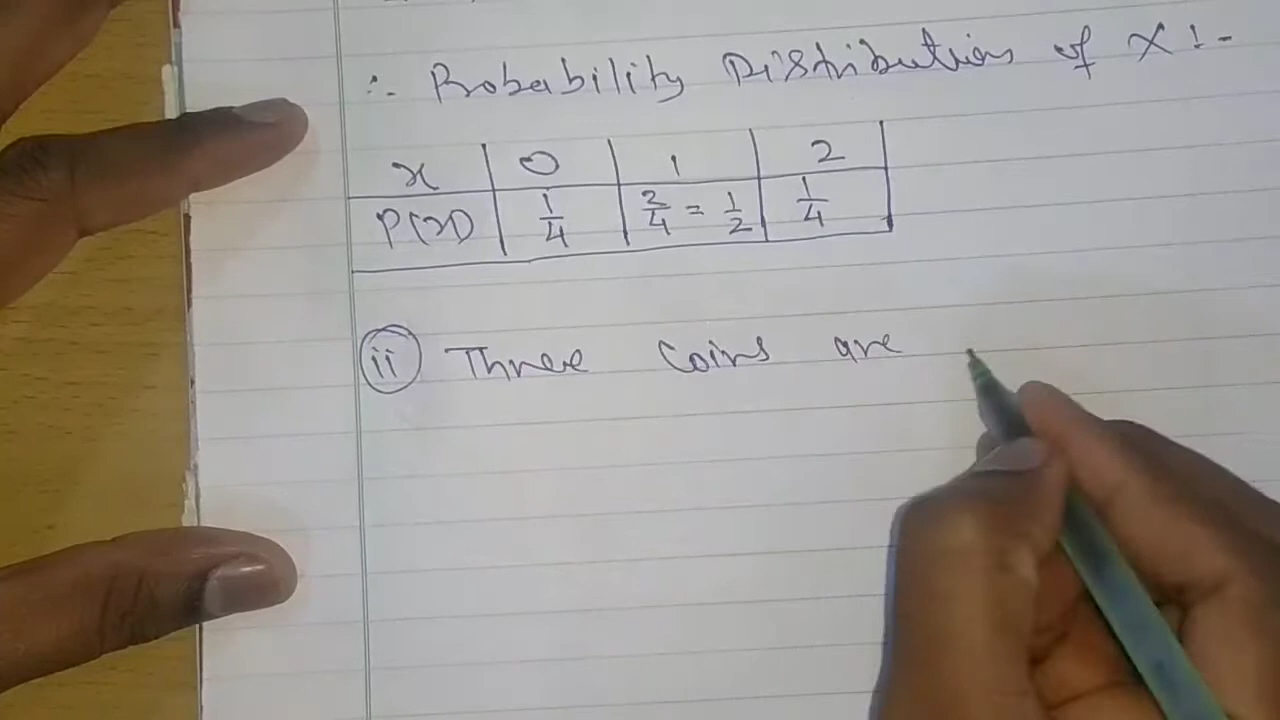 ∴ Probability Distribution of X :-
x 0 1 2
P(x) 1/4 2/4 = 1/2 1/4
(ii) Three Coins are